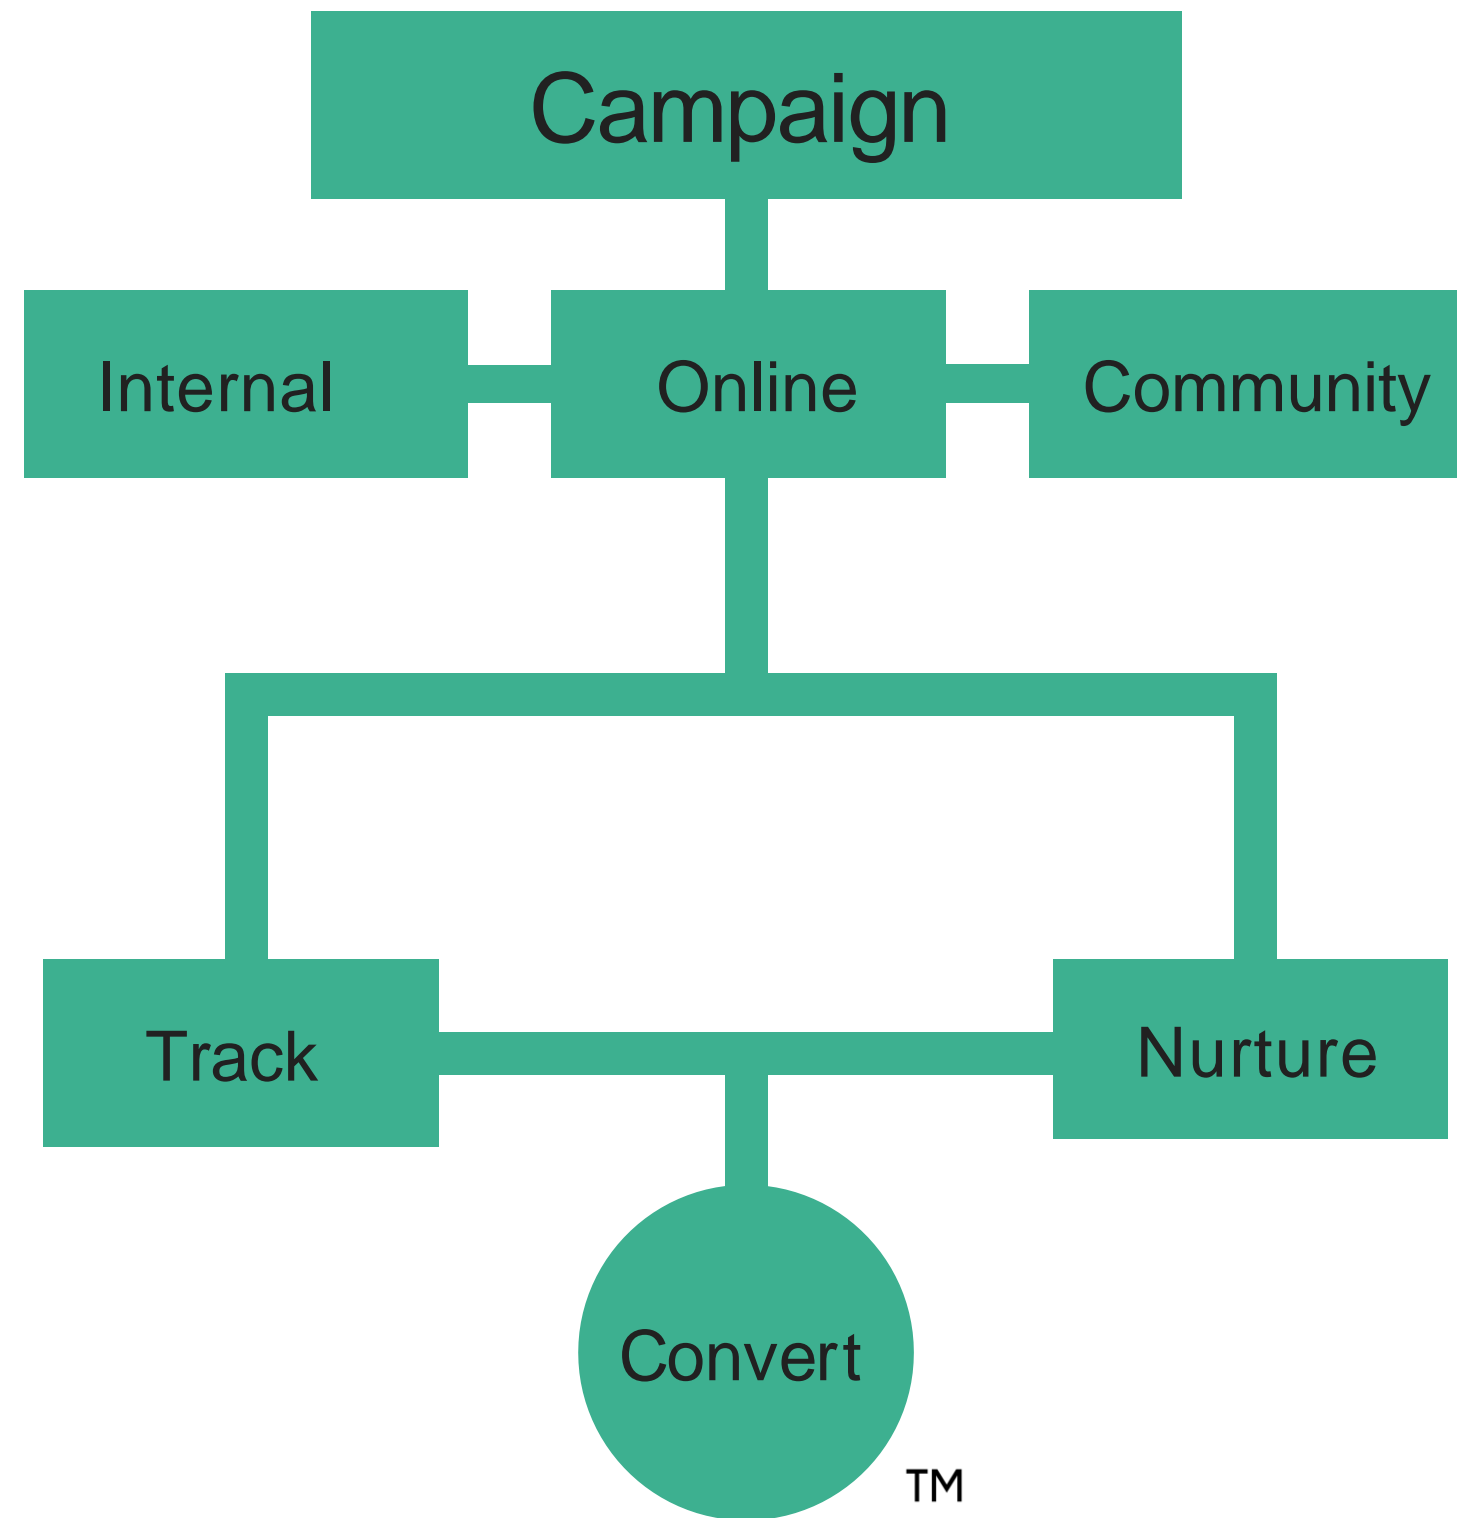 Campaign
Internal
Online
Community
Track
Nurture
Convert
TM